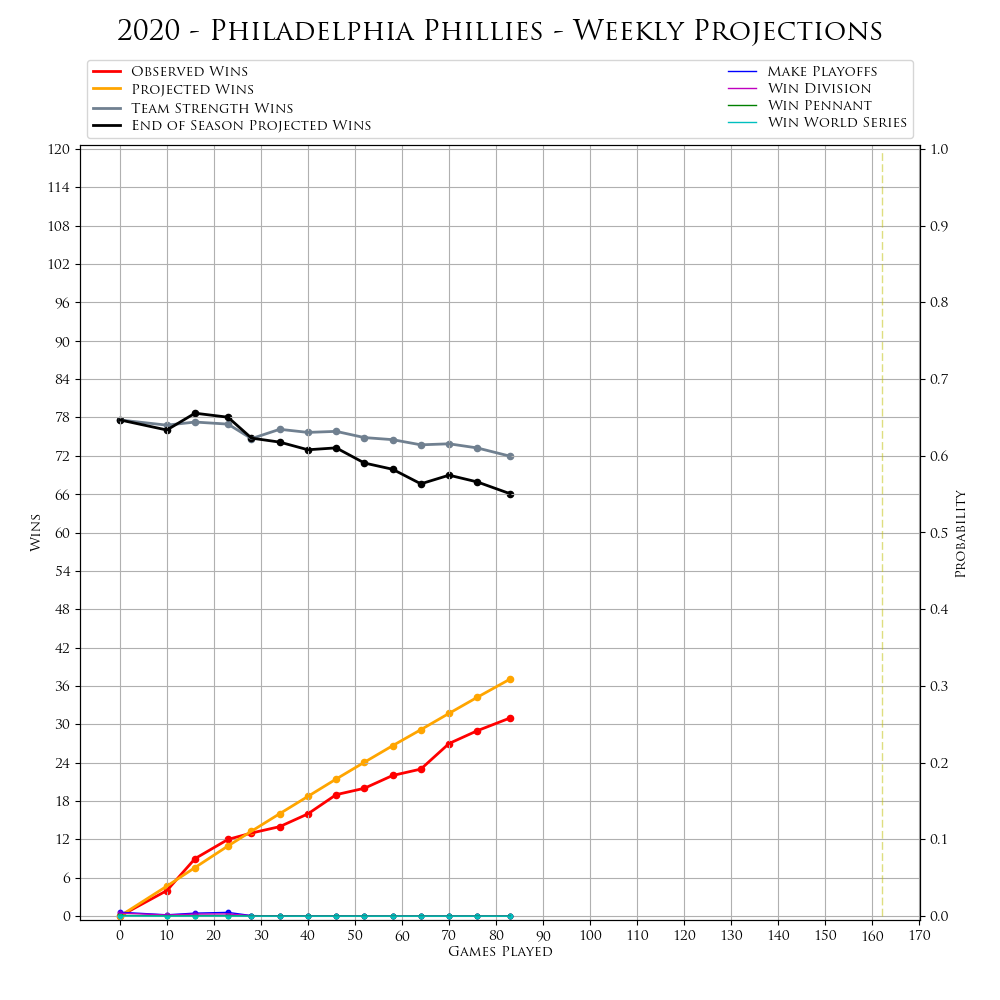 2020 - Philadelphia Phillies - Weekly Projections
Observed Wins
Projected Wins
Team Strength Wins
End of Season Projected Wins
Make Playoffs
Win Division
Win Pennant
Win World Series
120
114
108
102
96
90
84
78
72
66
60
54
48
42
36
30
24
18
12
6
0
Wins
1.0
0.9
0.8
0.7
0.6
0.5
0.4
0.3
0.2
0.1
0.0
Probability
0 10 20 30 40 50 60 70 80 90 100 110 120 130 140 150 160 170
Games Played